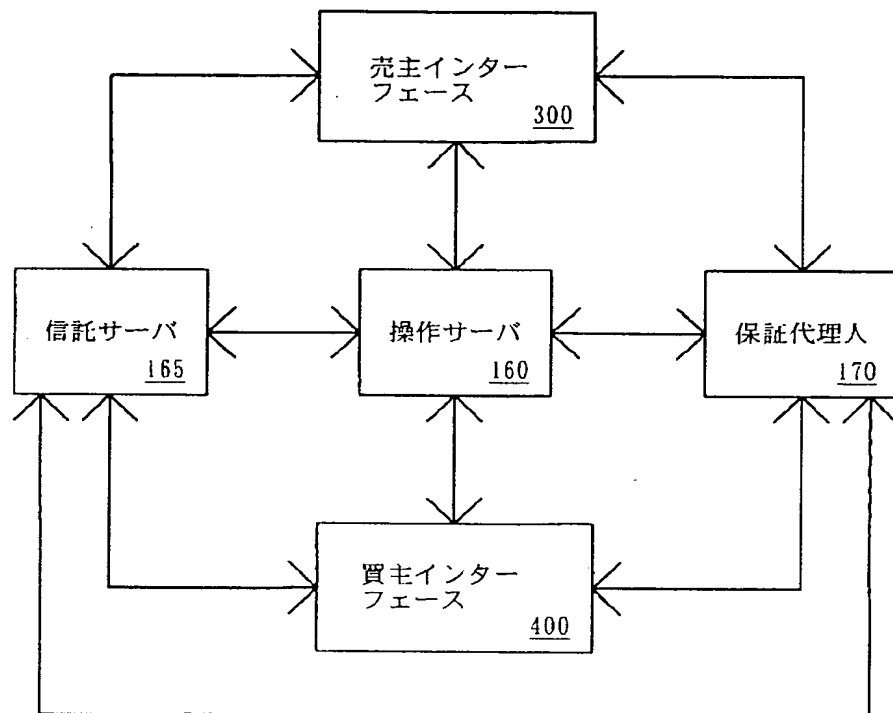 売主インター
フェース
300
信託サーバ
165
操作サーバ
160
保証代理人
170
買主インター
フェース
400